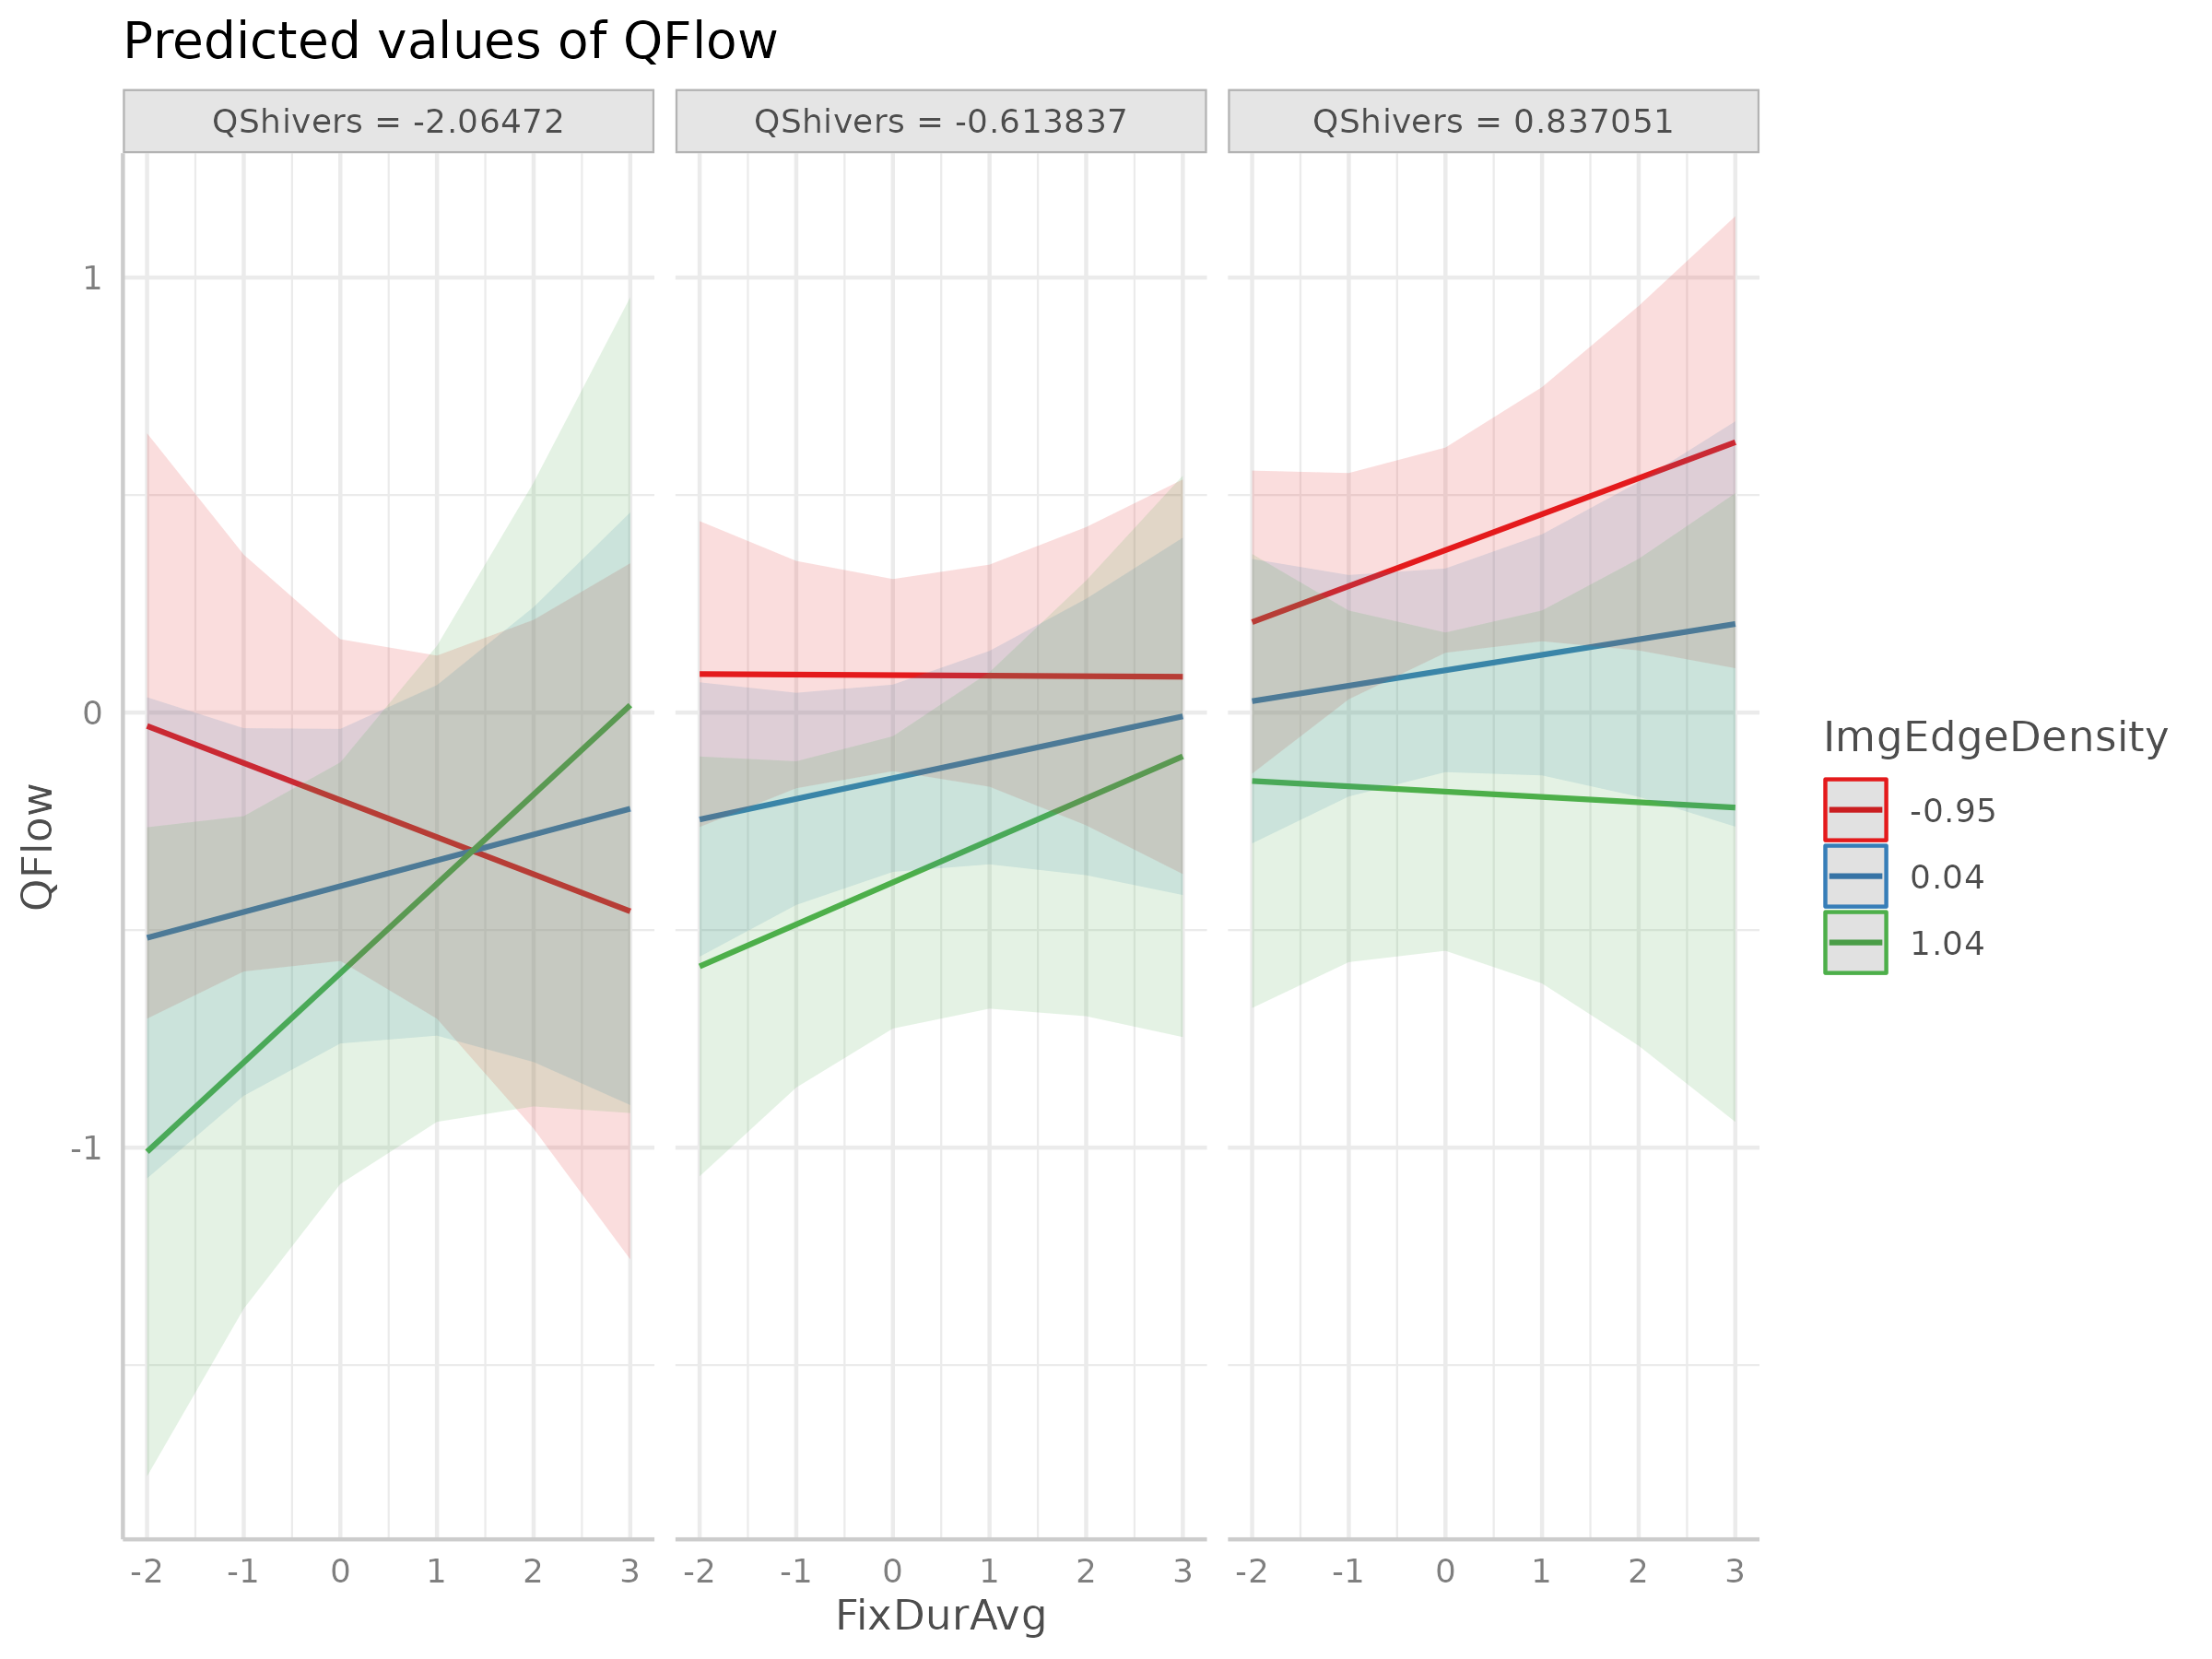 Predicted values of QFlow
QShivers = -2.06472
QShivers = -0.613837
QShivers = 0.837051
1
0
-1
QFlow
-2 -1 0 1 2 3
-2 -1 0 1 2 3
-2 -1 0 1 2 3
FixDurAvg
ImgEdgeDensity
-0.95
0.04
1.04